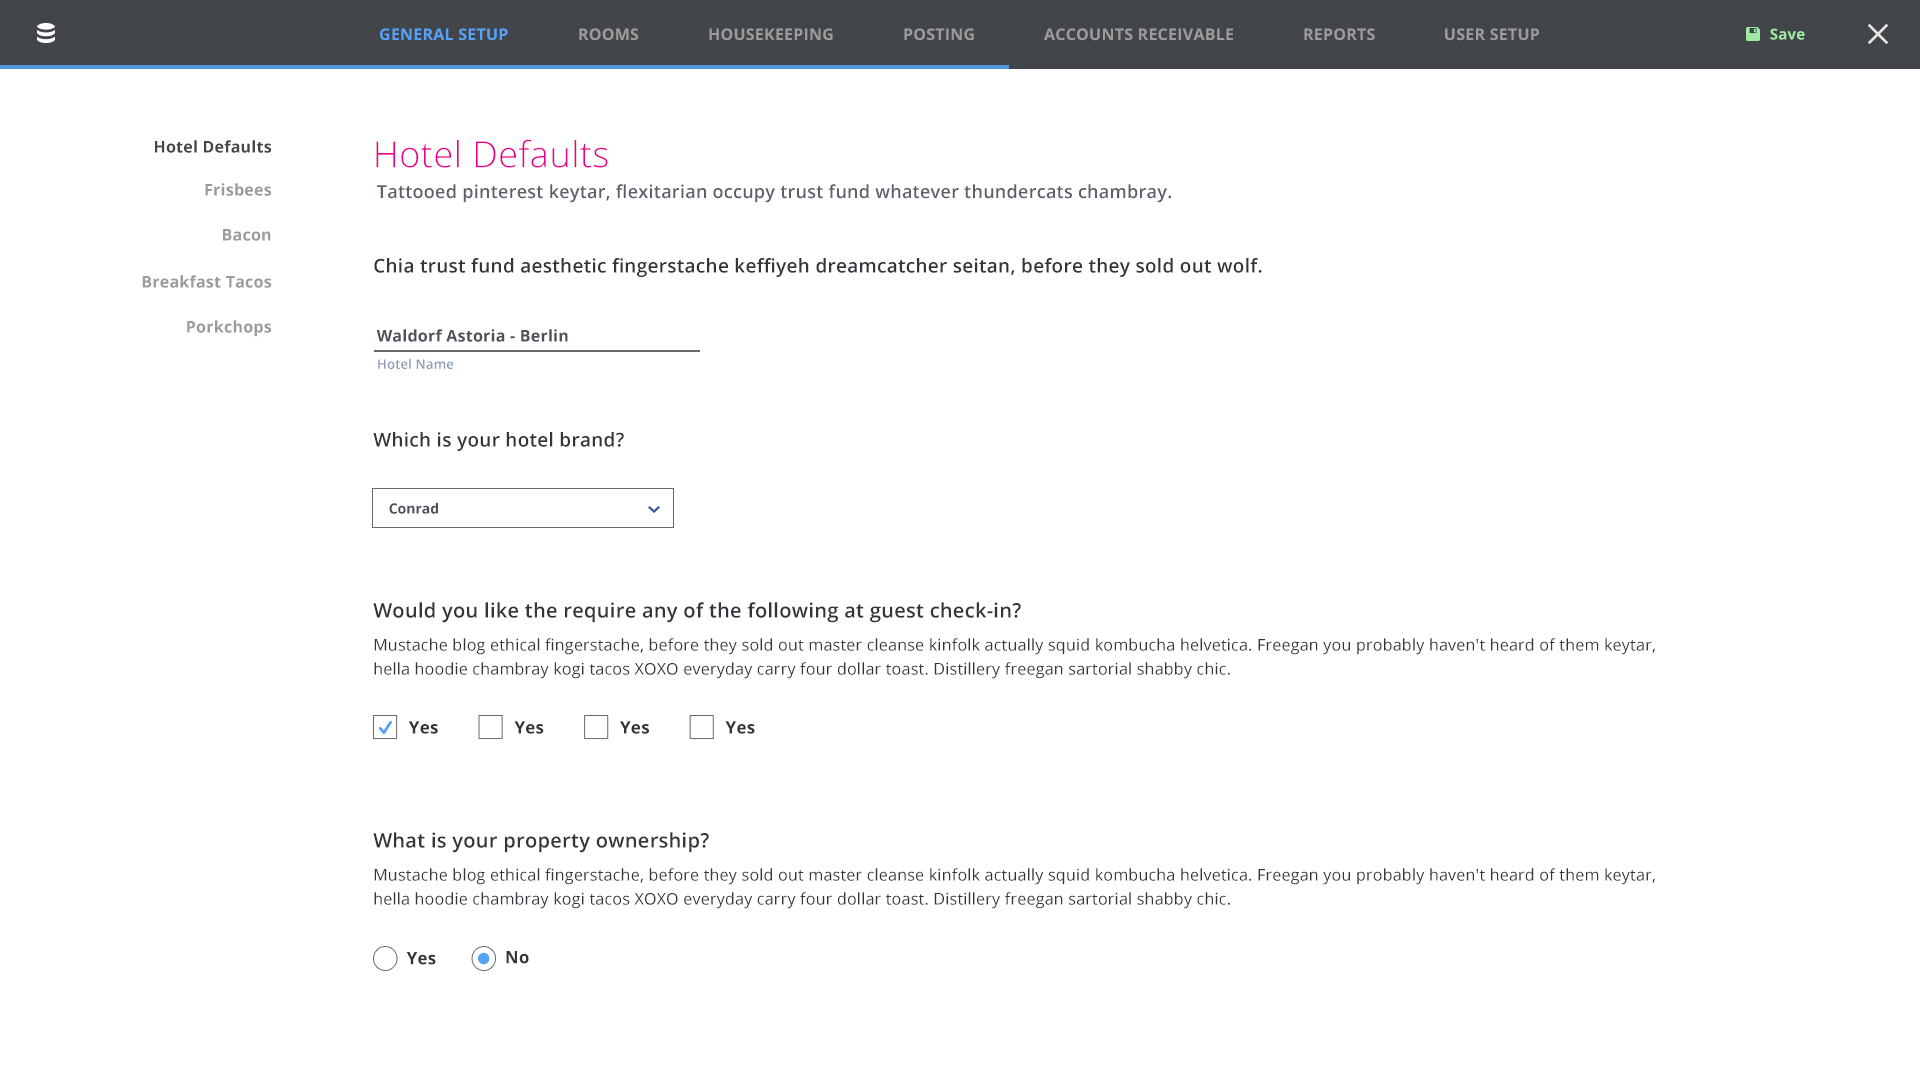 GENERAL SETUP ROOMS HOUSEKEEPING POSTING ACCOUNTS RECEIVABLE REPORTS USER SETUP Save
Hotel Defaults
Frisbees
Bacon
Breakfast Tacos
Porkchops
Hotel Defaults
Tattooed pinterest keytar, flexitarian occupy trust fund whatever thundercats chambray.
Chia trust fund aesthetic fingerstache keffiyeh dreamcatcher seitan, before they sold out wolf.
Waldorf Astoria - Berlin
Hotel Name
Which is your hotel brand?
Conrad
Would you like the require any of the following at guest check-in?
Mustache blog ethical fingerstache, before they sold out master cleanse kinfolk actually squid kombucha helvetica. Freegan you probably haven't heard of them keytar,
hella hoodie chambray kogi tacos XOXO everyday carry four dollar toast. Distillery freegan sartorial shabby chic.
Yes Yes Yes Yes
What is your property ownership?
Mustache blog ethical fingerstache, before they sold out master cleanse kinfolk actually squid kombucha helvetica. Freegan you probably haven't heard of them keytar,
hella hoodie chambray kogi tacos XOXO everyday carry four dollar toast. Distillery freegan sartorial shabby chic.
Yes No